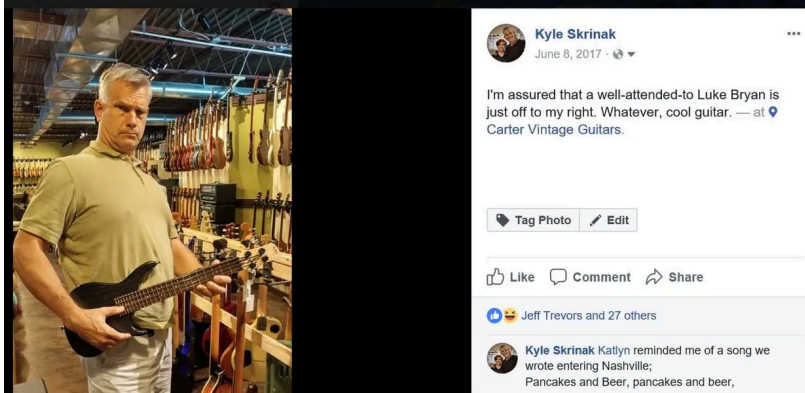 Kyle Skrinak
June 8, 2017 ·
I'm assured that a well-attended-to Luke Bryan is
just off to my right. Whatever, cool guitar. — at
Carter Vintage Guitars.
Tag Photo Edit
Like Comment Share
Jeff Trevors and 27 others
Kyle Skrinak Katlyn reminded me of a song we
wrote entering Nashville;
Pancakes and Beer, pancakes and beer,